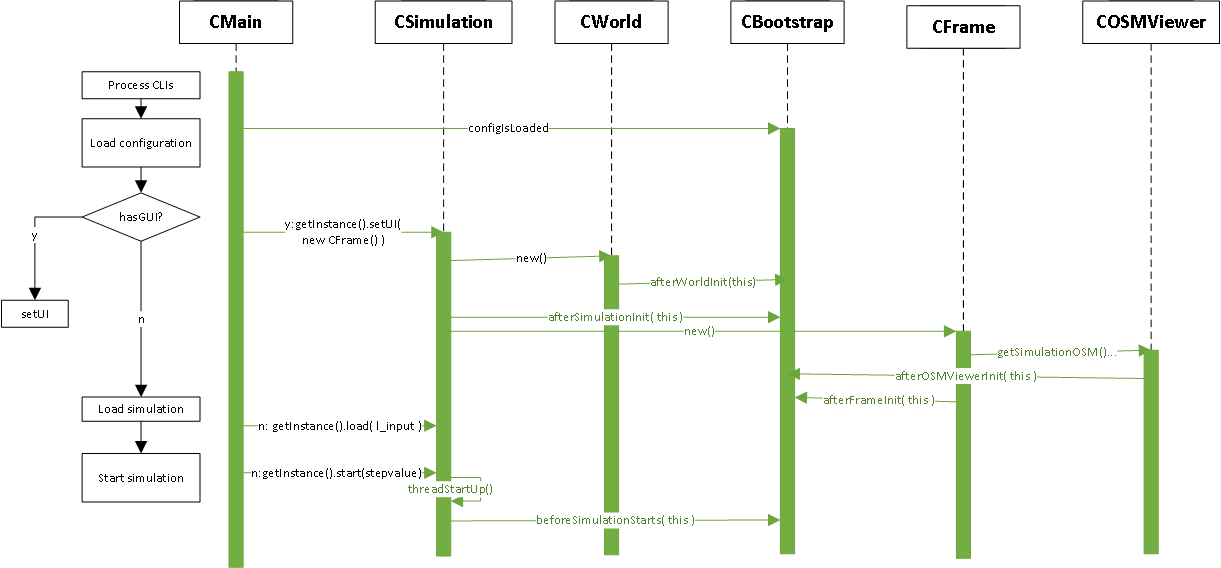 CMain
CSimulation
CWorld
CBootstrap
CFrame
COSMViewer
Process CLIs
Load configuration
hasGUI?
y
setUI
n
Load simulation
Start simulation
configIsLoaded
y:getInstance().setUI(
new CFrame() )
new()
afterWorldInit(this)
afterSimulationInit( this )
new()
getSimulationOSM()...
afterOSMViewerInit( this )
afterFrameInit( this )
n: getInstance().load( l_input )
n:getInstance().start(stepvalue)
threadStartUp()
beforeSimulationStarts( this )